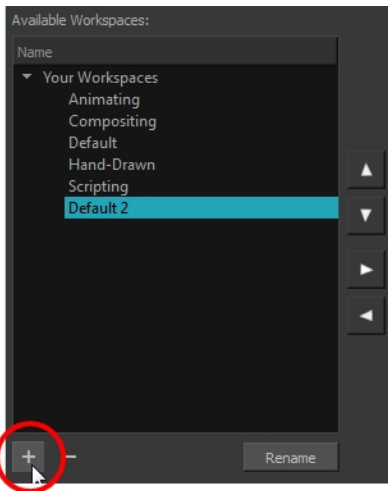 Available Workspaces:
Name
Your Workspaces
Animating
Compositing
Default
Hand-Drawn
Scripting
Default 2
Rename